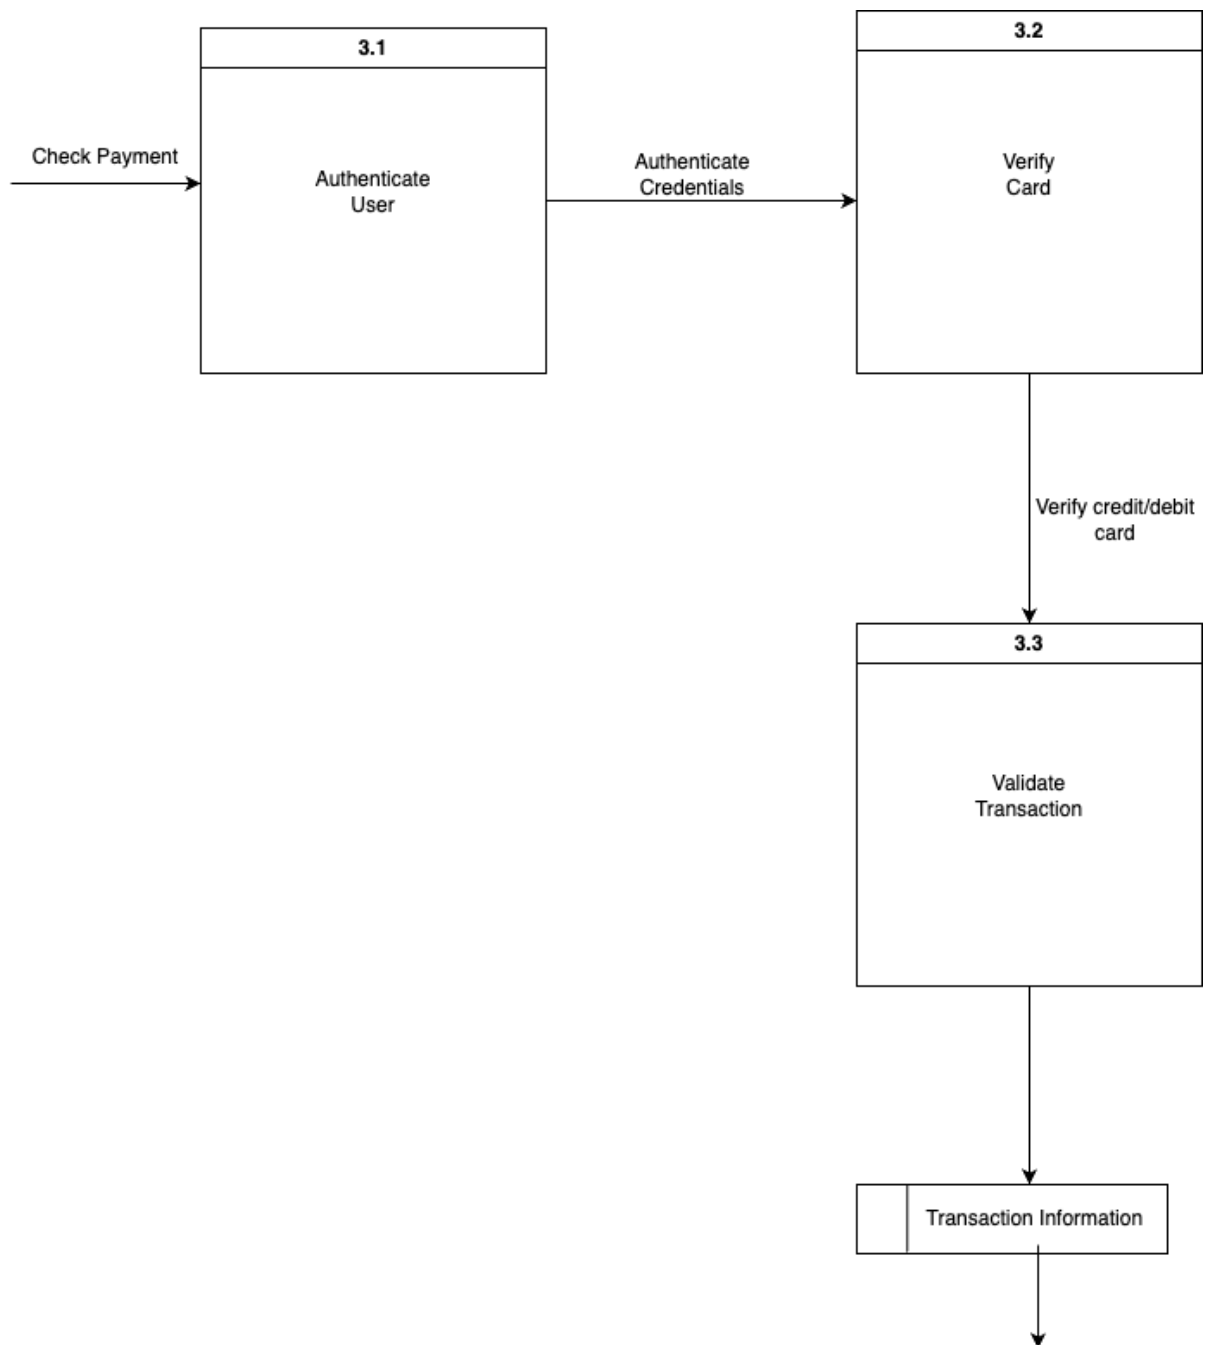 3.1
3.2
Check Payment
Authenticate
User
Authenticate
Credentials
Verify
Card
Verify credit/debit
card
3.3
Validate
Transaction
Transaction Information